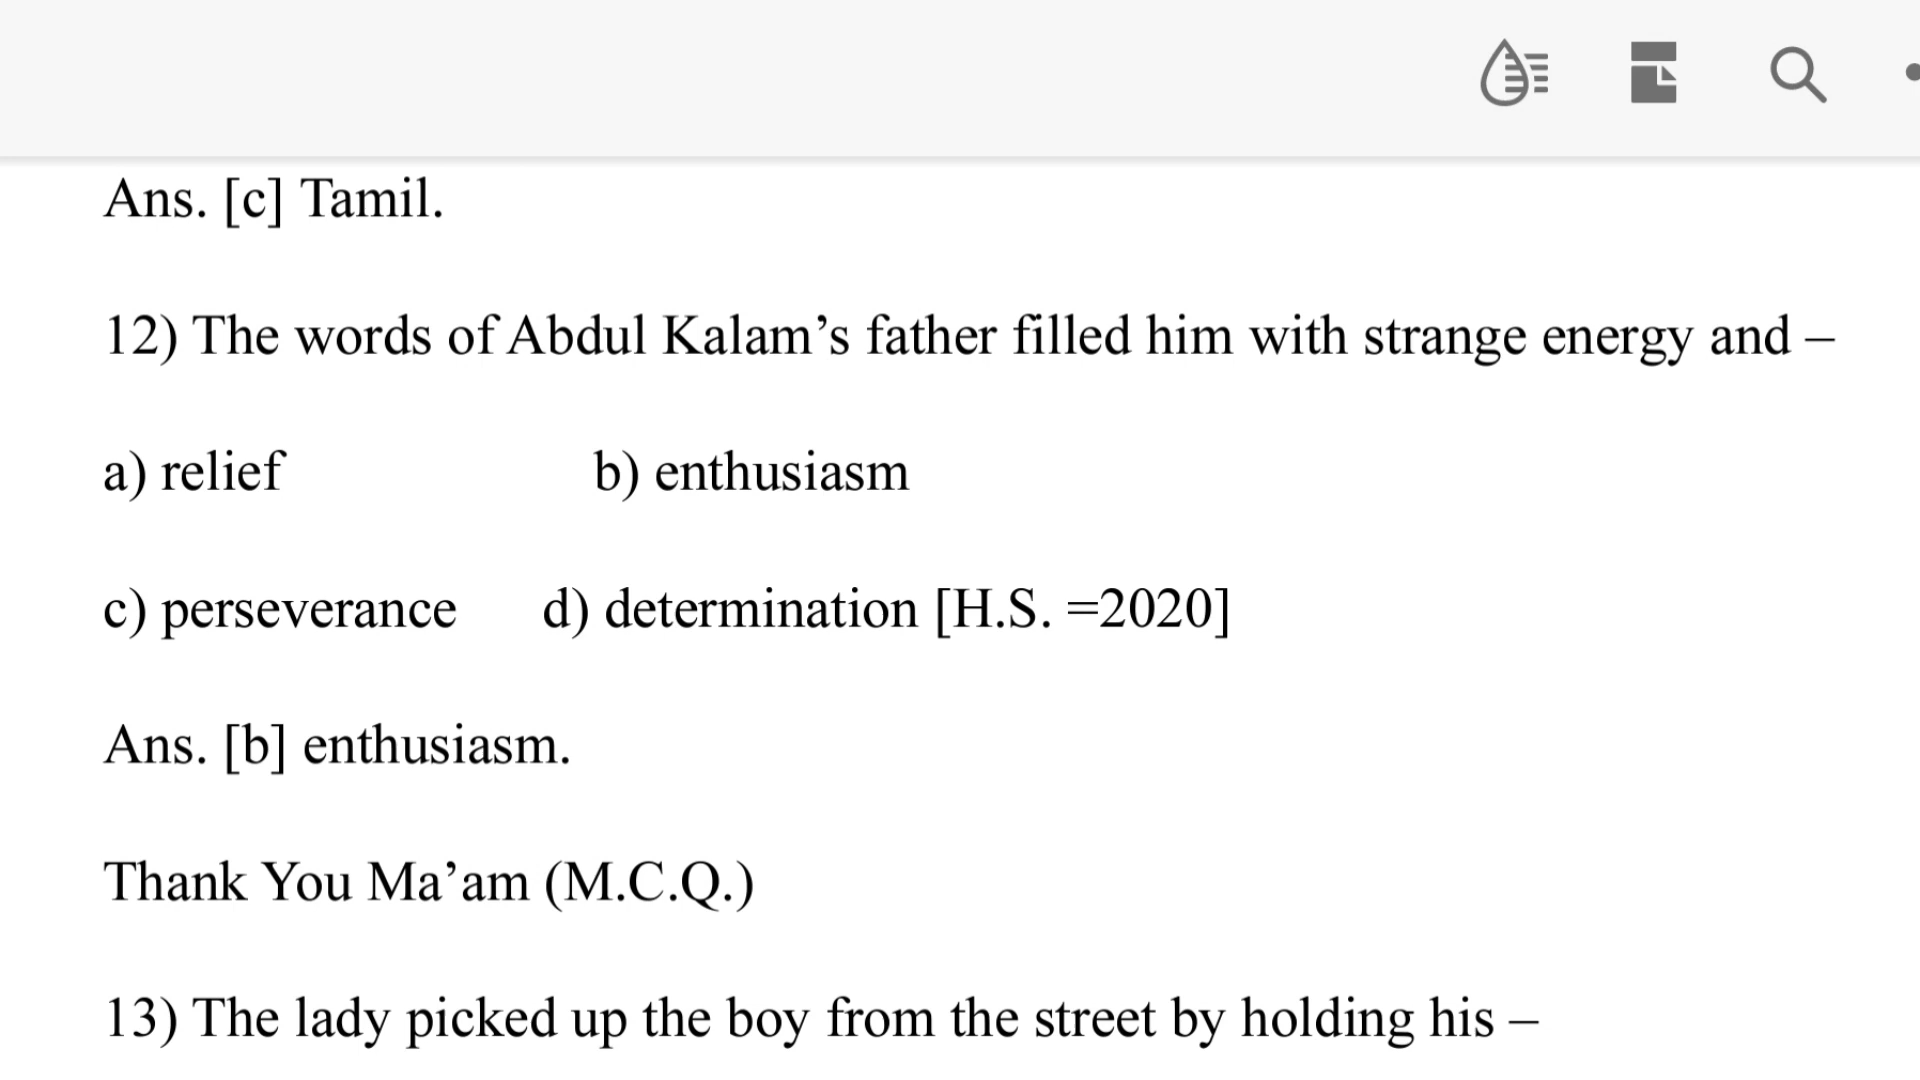 Ans. [c] Tamil.
12) The words of Abdul Kalam’s father filled him with strange energy and –
a) relief b) enthusiasm
c) perseverance d) determination [H.S. =2020]
Ans. [b] enthusiasm.
Thank You Ma’am (M.C.Q.)
13) The lady picked up the boy from the street by holding his –